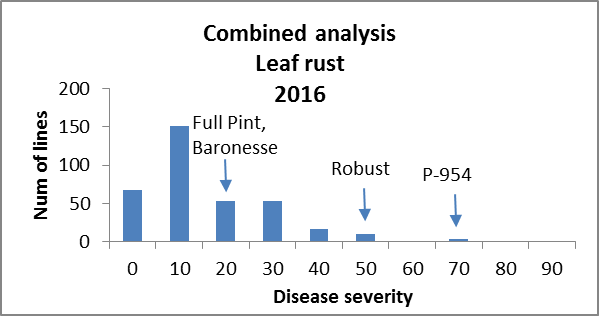 Combined analysis
Leaf rust
2016
Num of lines
200
150
100
50
0
Full Pint,
Baronesse
Robust
P-954
0 10 20 30 40 50 60 70 80 90
Disease severity